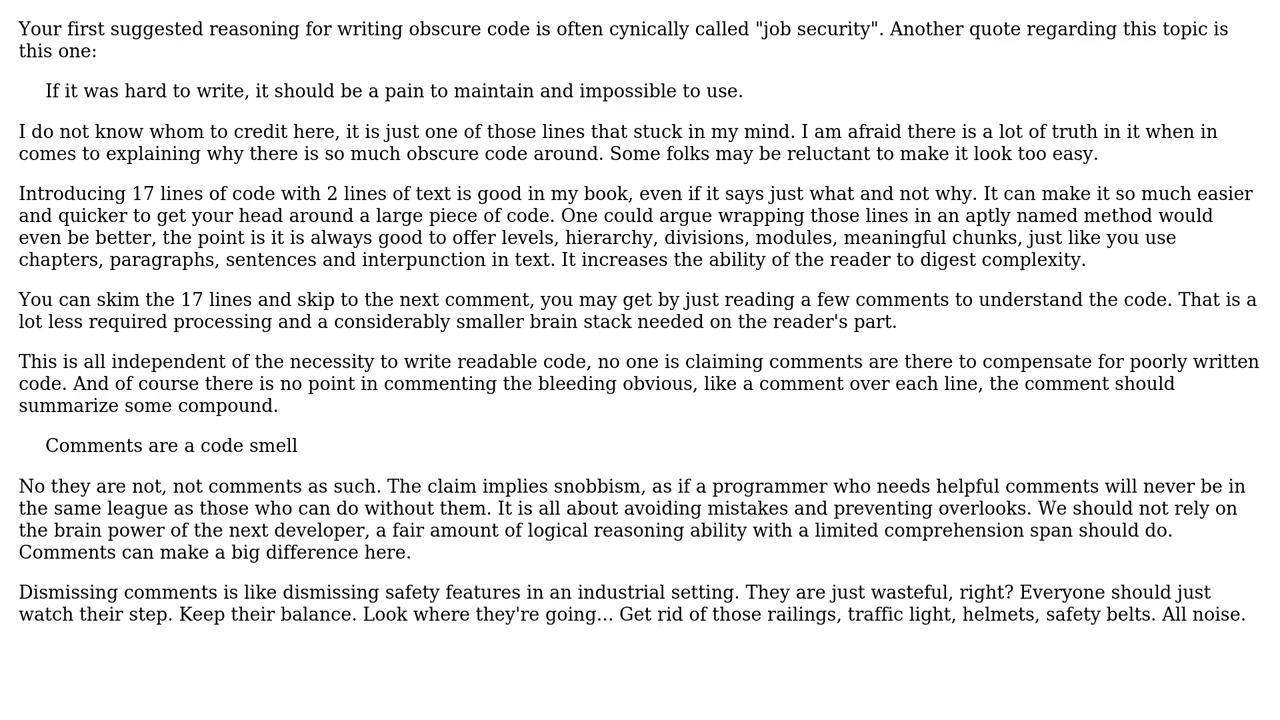 Your first suggested reasoning for writing obscure code is often cynically called "job security". Another quote regarding this topic is
this one:
If it was hard to write, it should be a pain to maintain and impossible to use.
I do not know whom to credit here, it is just one of those lines that stuck in my mind. I am afraid there is a lot of truth in it when in
comes to explaining why there is so much obscure code around. Some folks may be reluctant to make it look too easy.
Introducing 17 lines of code with 2 lines of text is good in my book, even if it says just what and not why. It can make it so much easier
and quicker to get your head around a large piece of code. One could argue wrapping those lines in an aptly named method would
even be better, the point is it is always good to offer levels, hierarchy, divisions, modules, meaningful chunks, just like you use
chapters, paragraphs, sentences and interpunction in text. It increases the ability of the reader to digest complexity.
You can skim the 17 lines and skip to the next comment, you may get by just reading a few comments to understand the code. That is a
lot less required processing and a considerably smaller brain stack needed on the reader's part.
This is all independent of the necessity to write readable code, no one is claiming comments are there to compensate for poorly written
code. And of course there is no point in commenting the bleeding obvious, like a comment over each line, the comment should
summarize some compound.
Comments are a code smell
No they are not, not comments as such. The claim implies snobbism, as if a programmer who needs helpful comments will never be in
the same league as those who can do without them. It is all about avoiding mistakes and preventing overlooks. We should not rely on
the brain power of the next developer, a fair amount of logical reasoning ability with a limited comprehension span should do.
Comments can make a big difference here.
Dismissing comments is like dismissing safety features in an industrial setting. They are just wasteful, right? Everyone should just
watch their step. Keep their balance. Look where they're going... Get rid of those railings, traffic light, helmets, safety belts. All noise.